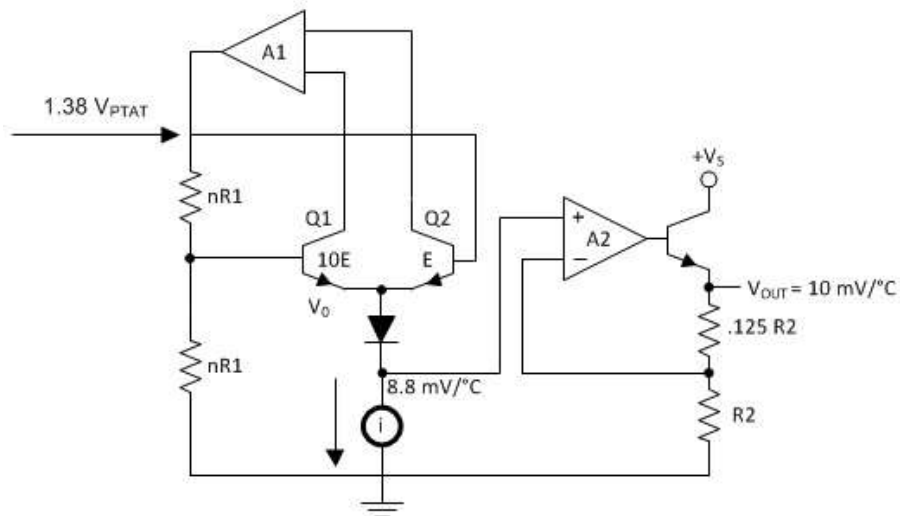 A1
1.38 VPTAT
nR1
Q1
Q2
10E
E
V0
nR1
8.8 mV/°C
i
+VS
+
A2
−
VOUT = 10 mV/°C
.125 R2
R2